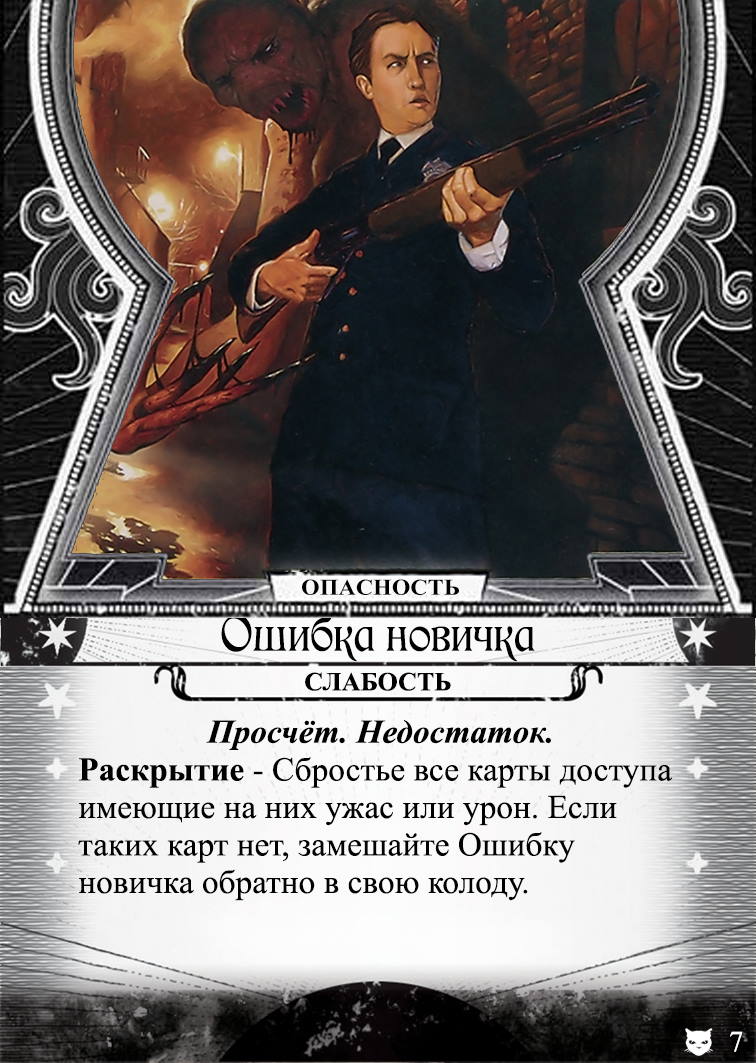 ОПАСНОСТЬ
Ошибка новичка
СЛАБОСТЬ
Просчёт. Недостаток.
Раскрытие - Сбростье все карты доступа
имеющие на них ужас или урон. Если
таких карт нет, замешайте Ошибку
новичка обратно в свою колоду.
7